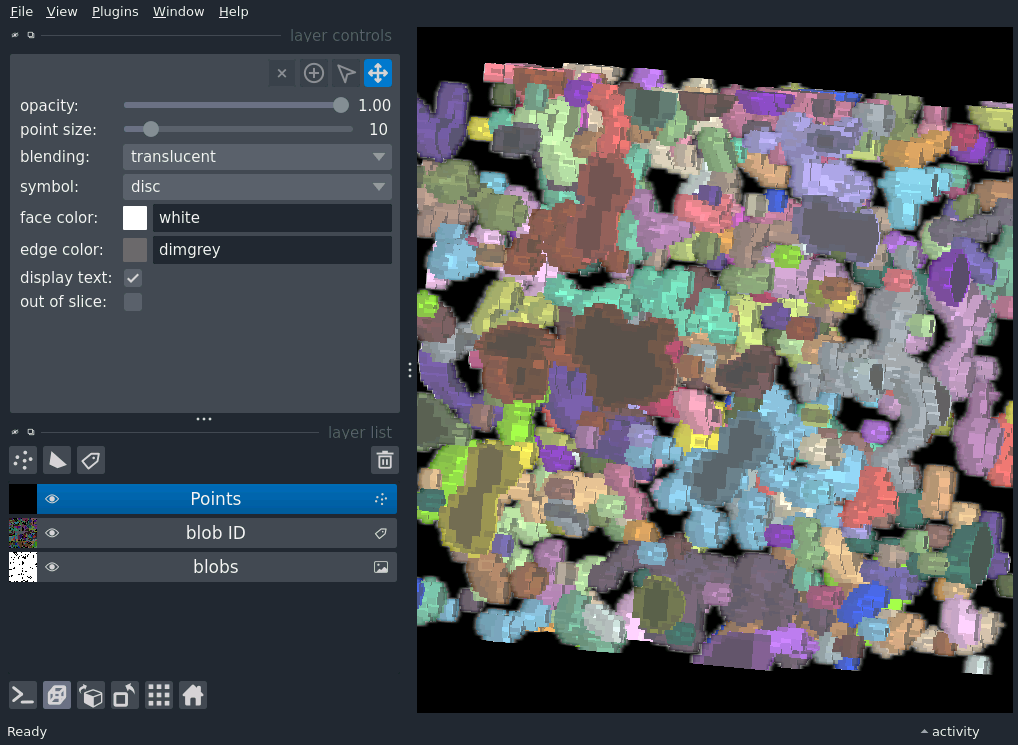 File View Plugins Window Help
layer controls
opacity: 1.00
point size: 10
blending: translucent
symbol: disc
face color: white
edge color: dimgrey
display text:
out of slice:
layer list
Points
blob ID
blobs
Ready
activity